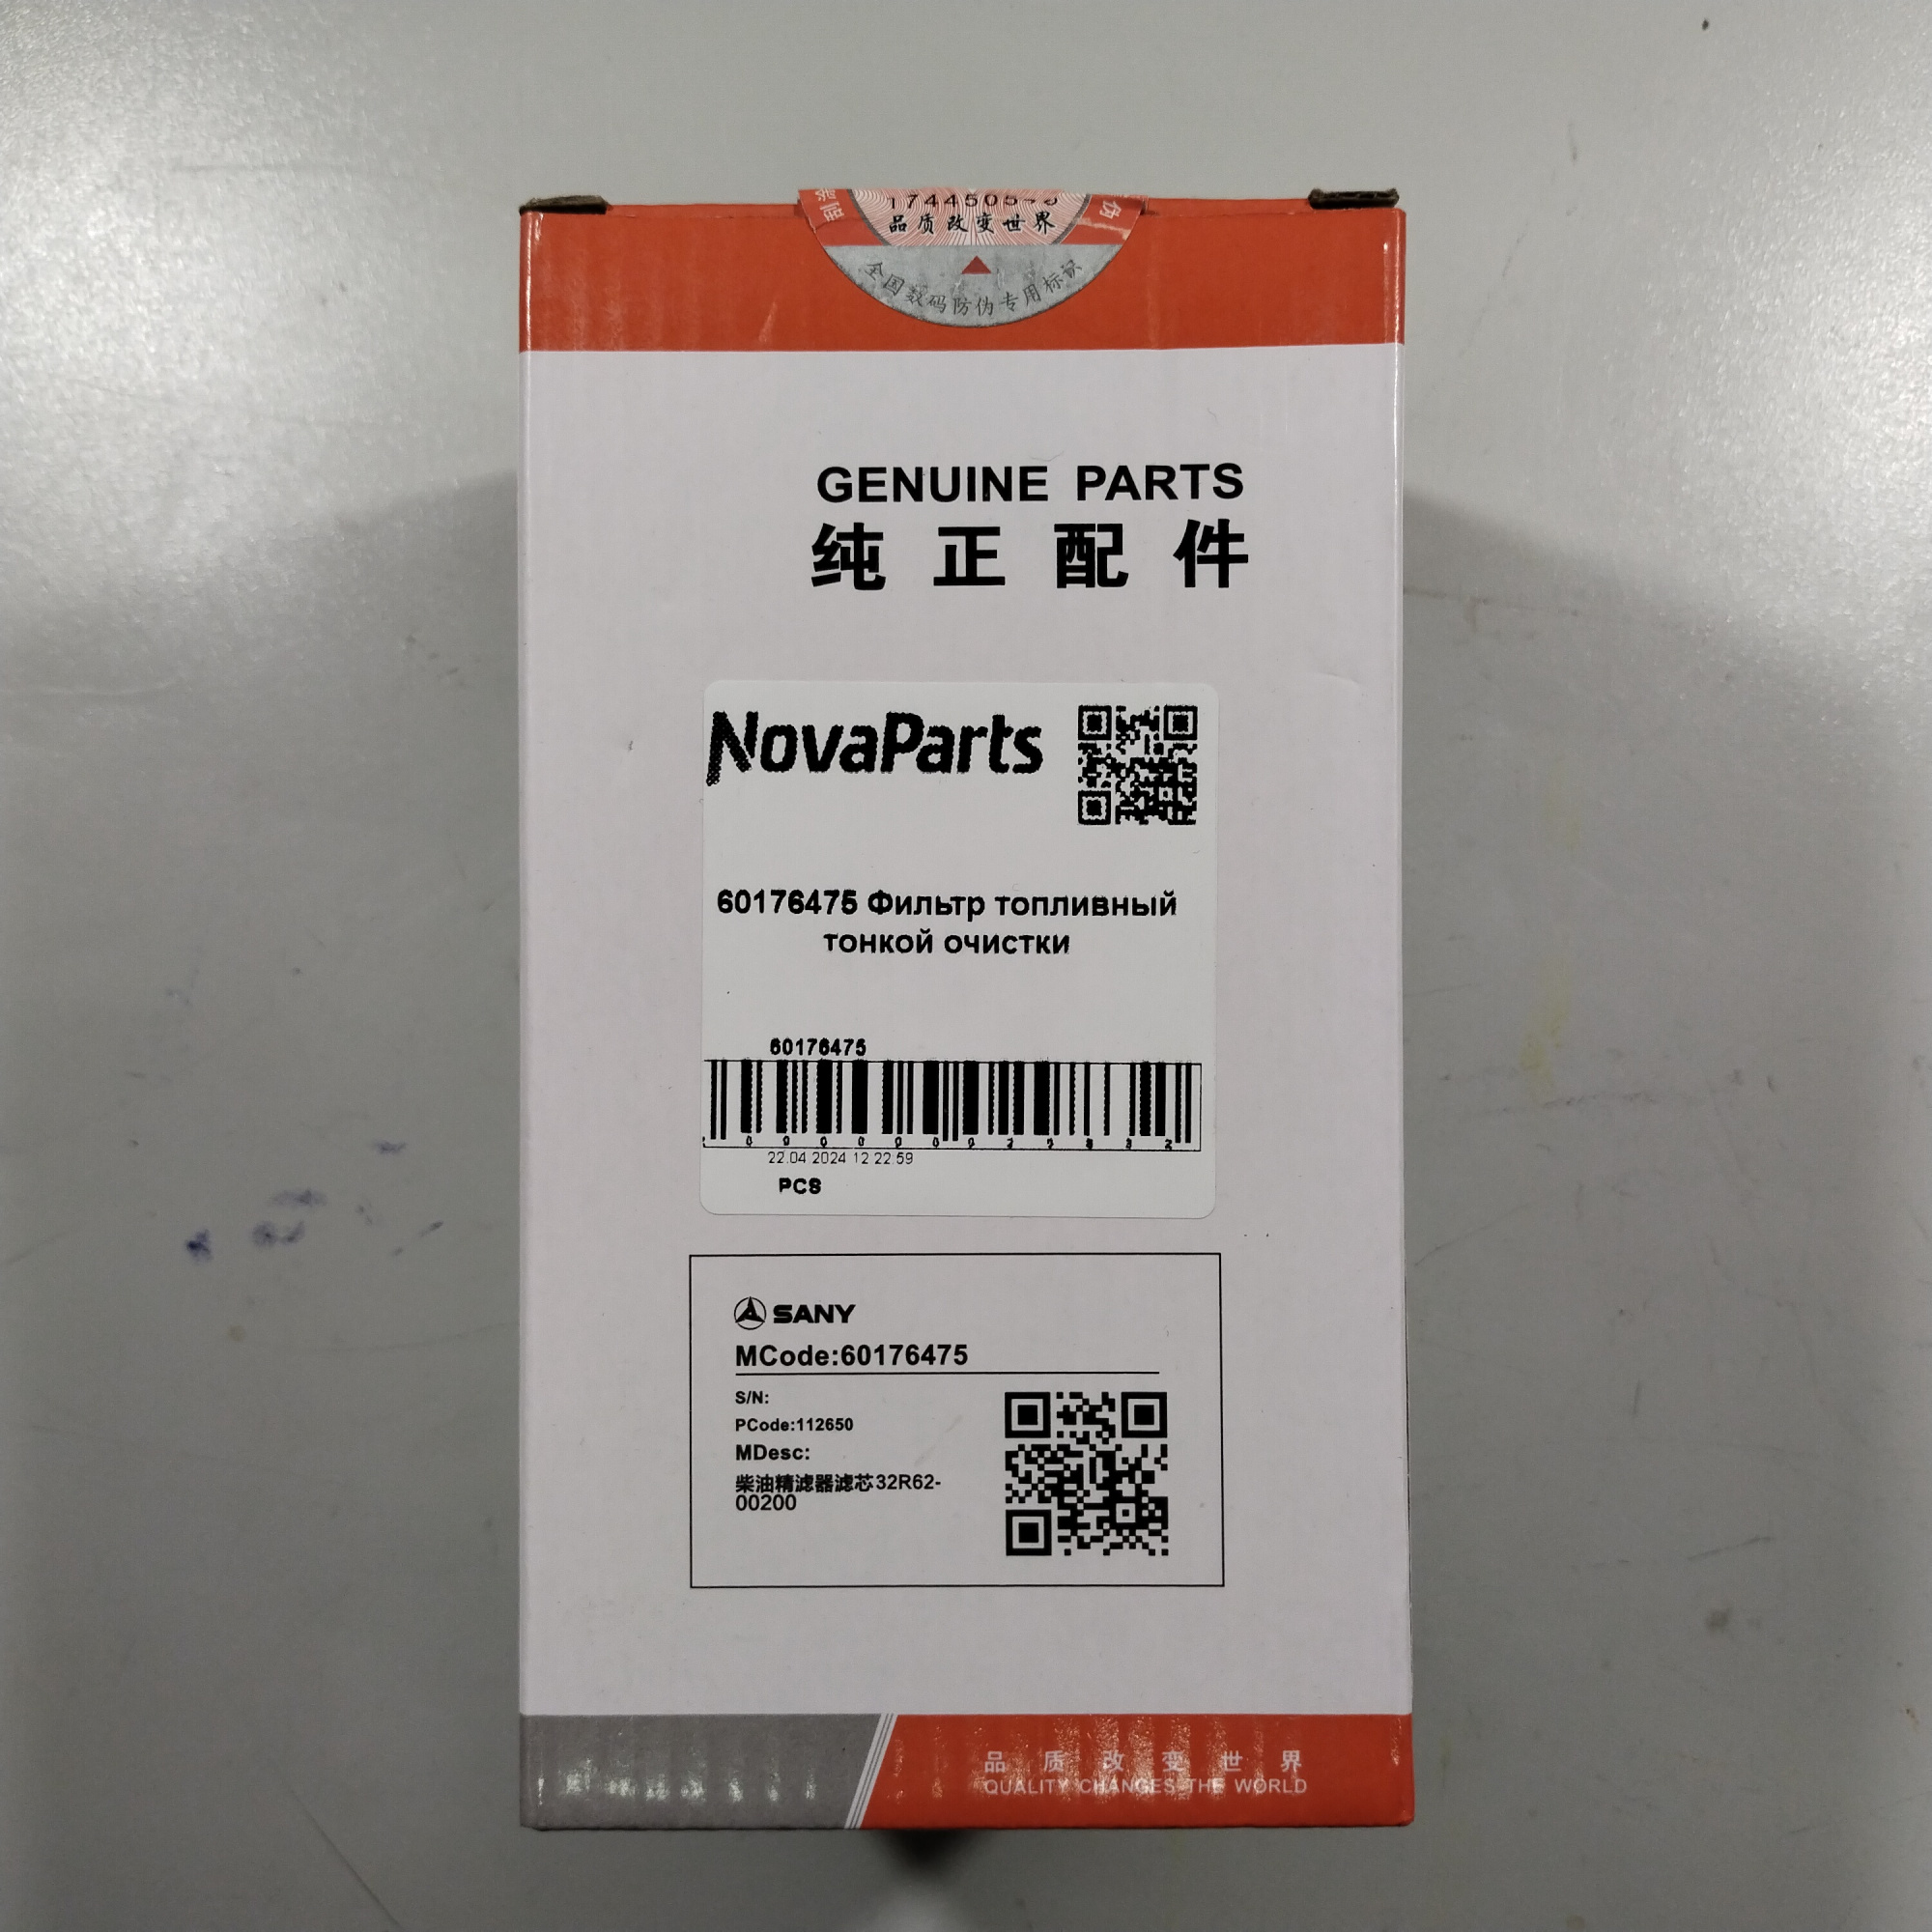 品质改变世界
全国数码防伪专用标识
GENUINE PARTS
纯正配件
NovaParts
60176475 Фильтр топливный
тонкой очистки
60176475
22.04.2024 12:22:59
PCS
SANY
MCode:60176475
S/N:
PCode:112650
MDesc:
柴油精滤器滤芯32R62-
00200
品质改变世界
QUALITY CHANGES THE WORLD